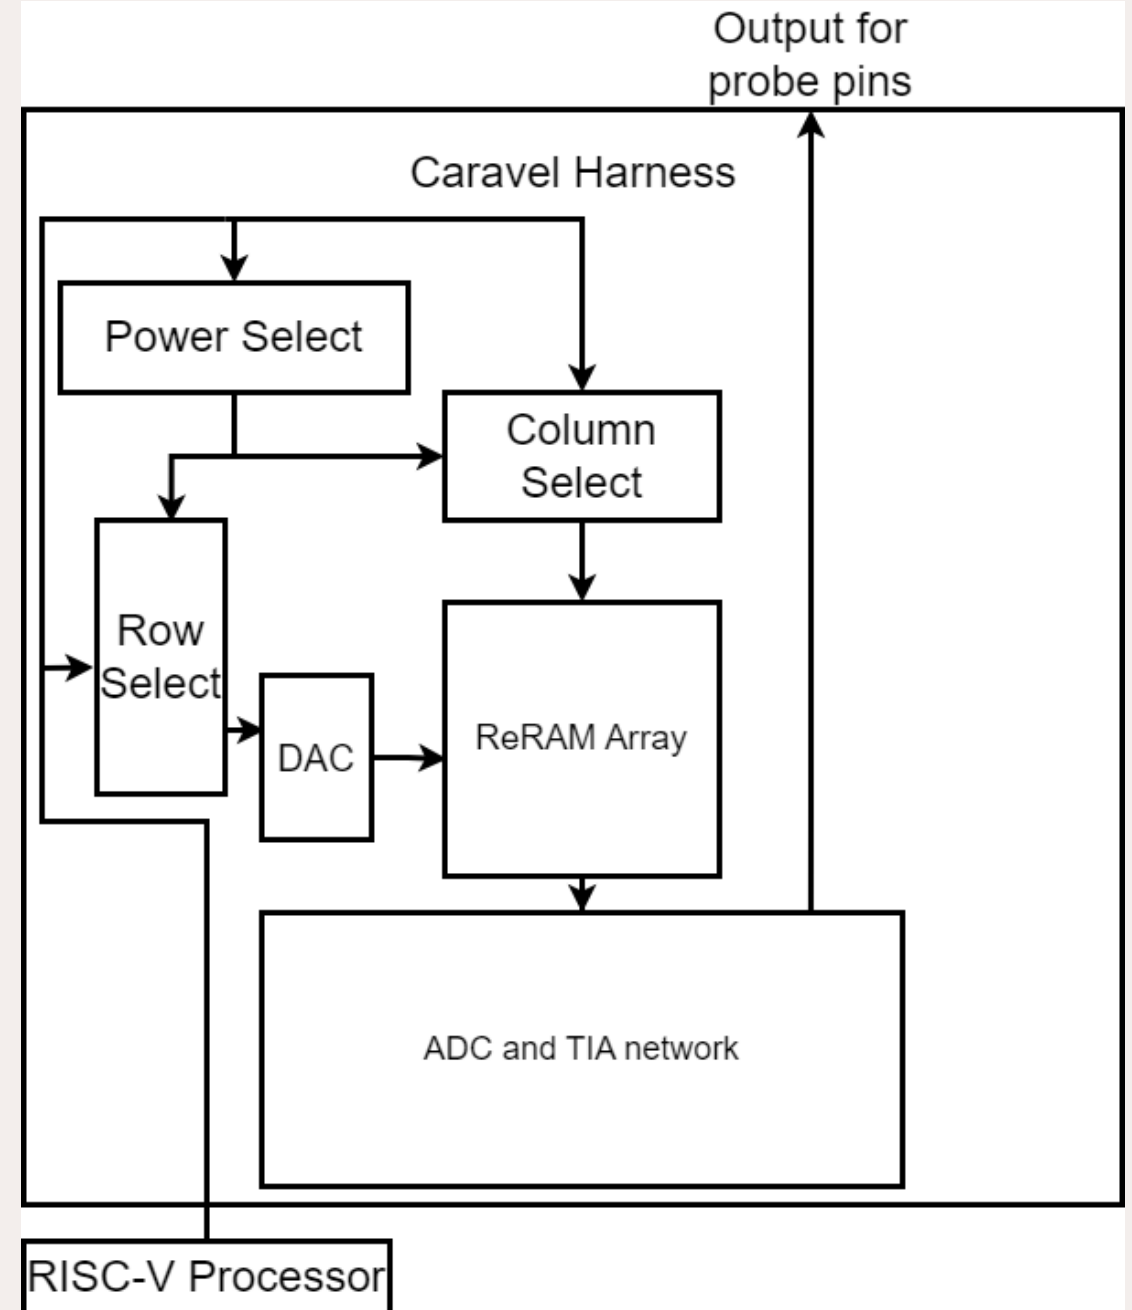 Output for
probe pins
Caravel Harness
Power Select
Column
Select
Row
Select
DAC
ReRAM Array
ADC and TIA network
RISC-V Processor